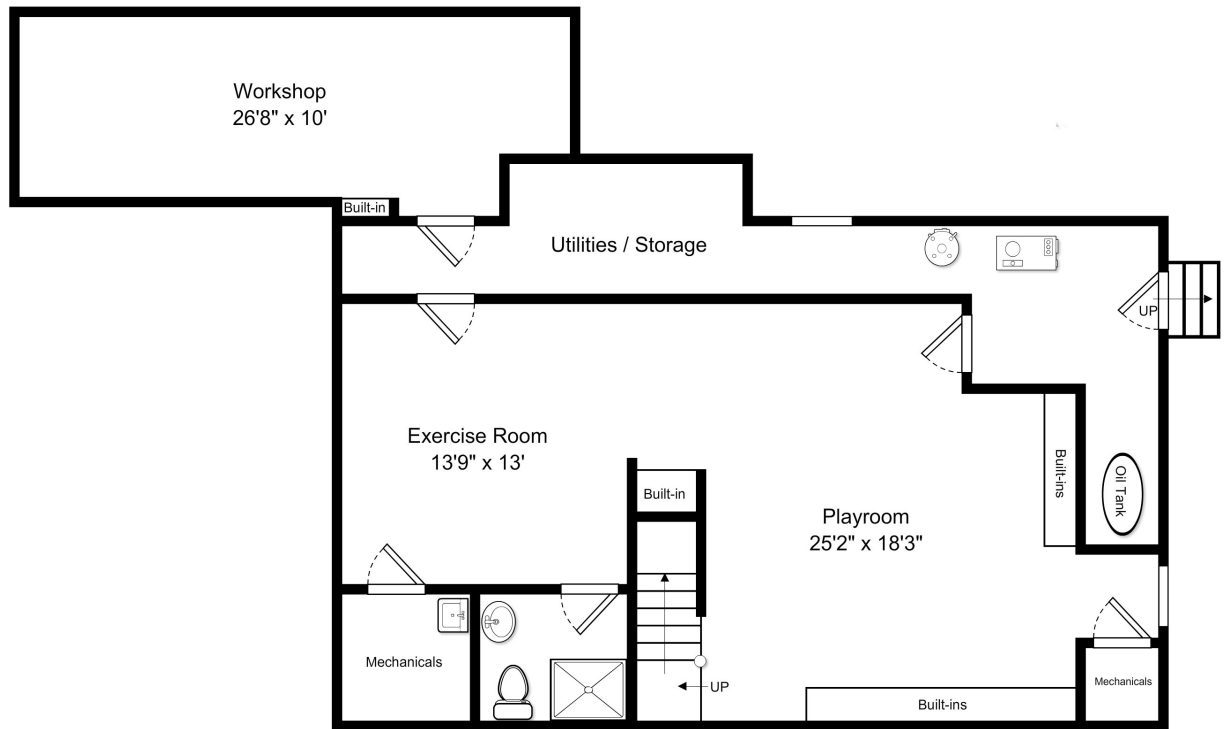 Workshop
26'8" x 10'
Built-in
Utilities / Storage
UP
Exercise Room
13'9" x 13'
Built-in
Built-ins
Oil Tank
Playroom
25'2" x 18'3"
Mechanicals
Mechanicals
UP
Built-ins